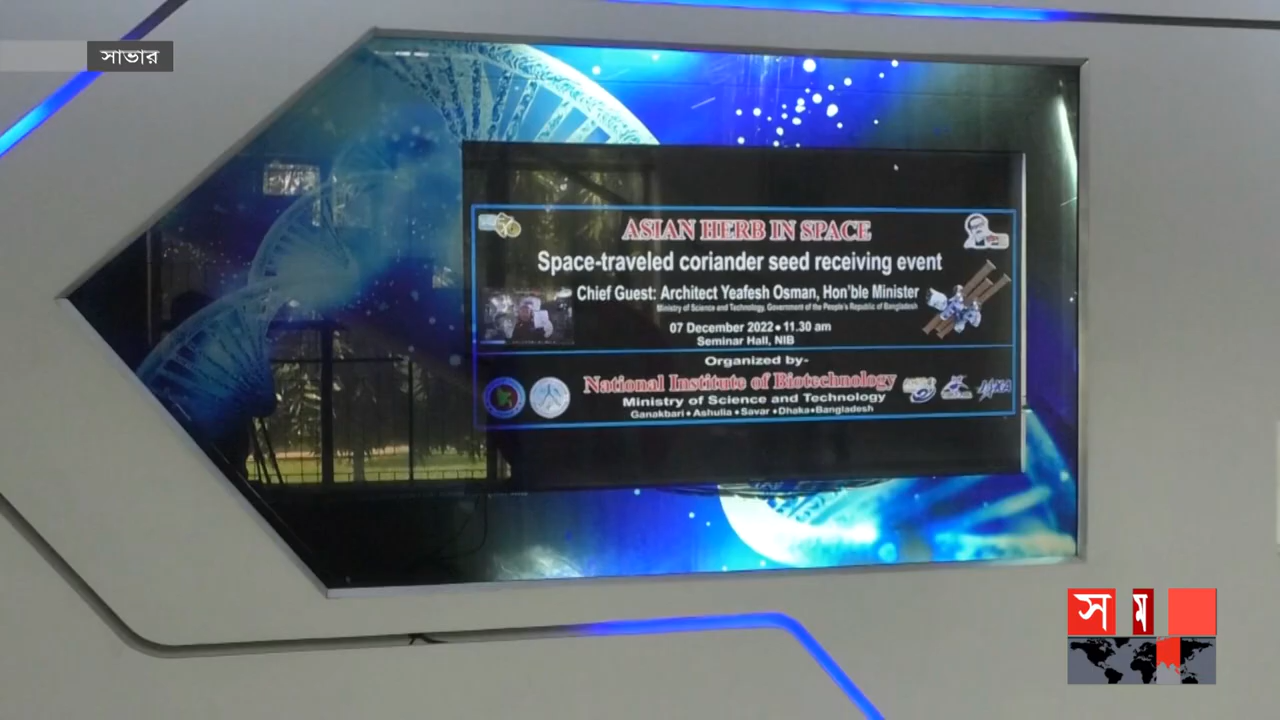 সাভার
ASIAN HERB IN SPACE
Space-traveled coriander seed receiving event
Chief Guest: Architect Yeafesh Osman, Hon'ble Minister
Ministry of Science and Technology, Government of the People's Republic of Bangladesh
07 December 2022 • 11.30 am
Seminar Hall, NIB
Organized by-
National Institute of Biotechnology
Ministry of Science and Technology
Ganakbari • Ashulia • Savar • Dhaka • Bangladesh
স ম